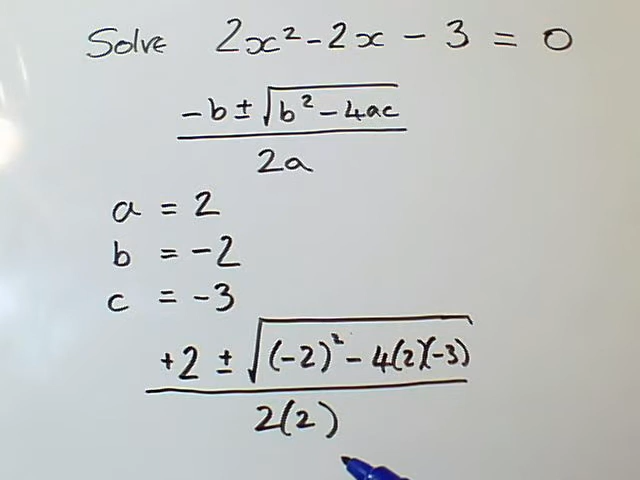 Solve 2x² - 2x - 3 = 0
-b ± √b² - 4ac
2a
a = 2
b = -2
c = -3
+2 ± √(-2)² - 4(2)(-3)
2(2)